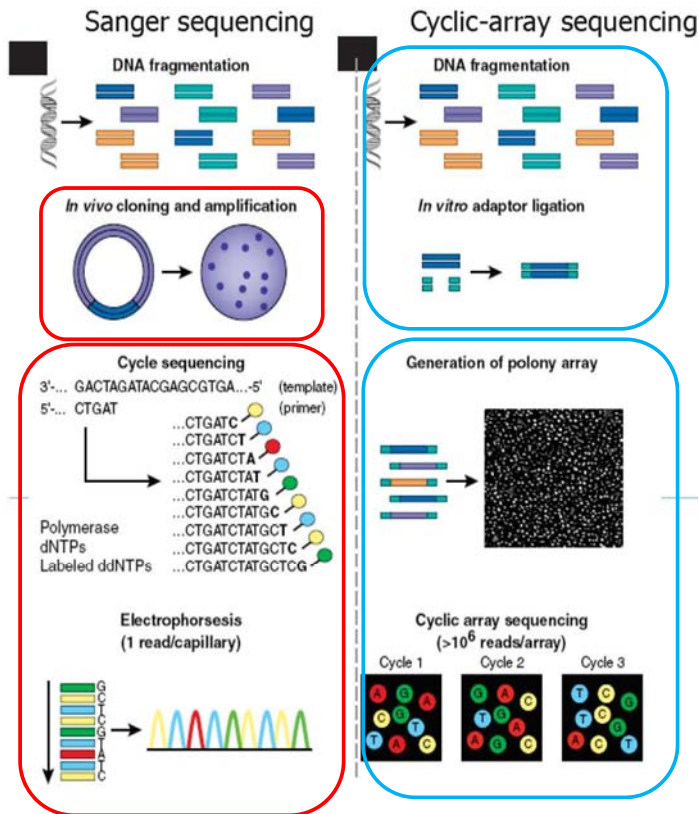 Sanger sequencing
DNA fragmentation
In vivo cloning and amplification
Cycle sequencing
3'-... GACTAGATACGAGCGTGA...-5' (template)
5'-... CTGAT (primer)
...CTGATC
...CTGATCT
...CTGATCTA
...CTGATCTAT
...CTGATCTATG
...CTGATCTATGC
...CTGATCTATGCT
...CTGATCTATGCTC
...CTGATCTATGCTCG
Polymerase
dNTPs
Labeled ddNTPs
Electrophorsesis
(1 read/capillary)
G
C
T
C
G
T
A
T
C
Cyclic-array sequencing
DNA fragmentation
In vitro adaptor ligation
Generation of polony array
Cyclic array sequencing
(>10⁶ reads/array)
Cycle 1 Cycle 2 Cycle 3
A G A G A C T C G
C G T G T C
T A C A A C A C T G